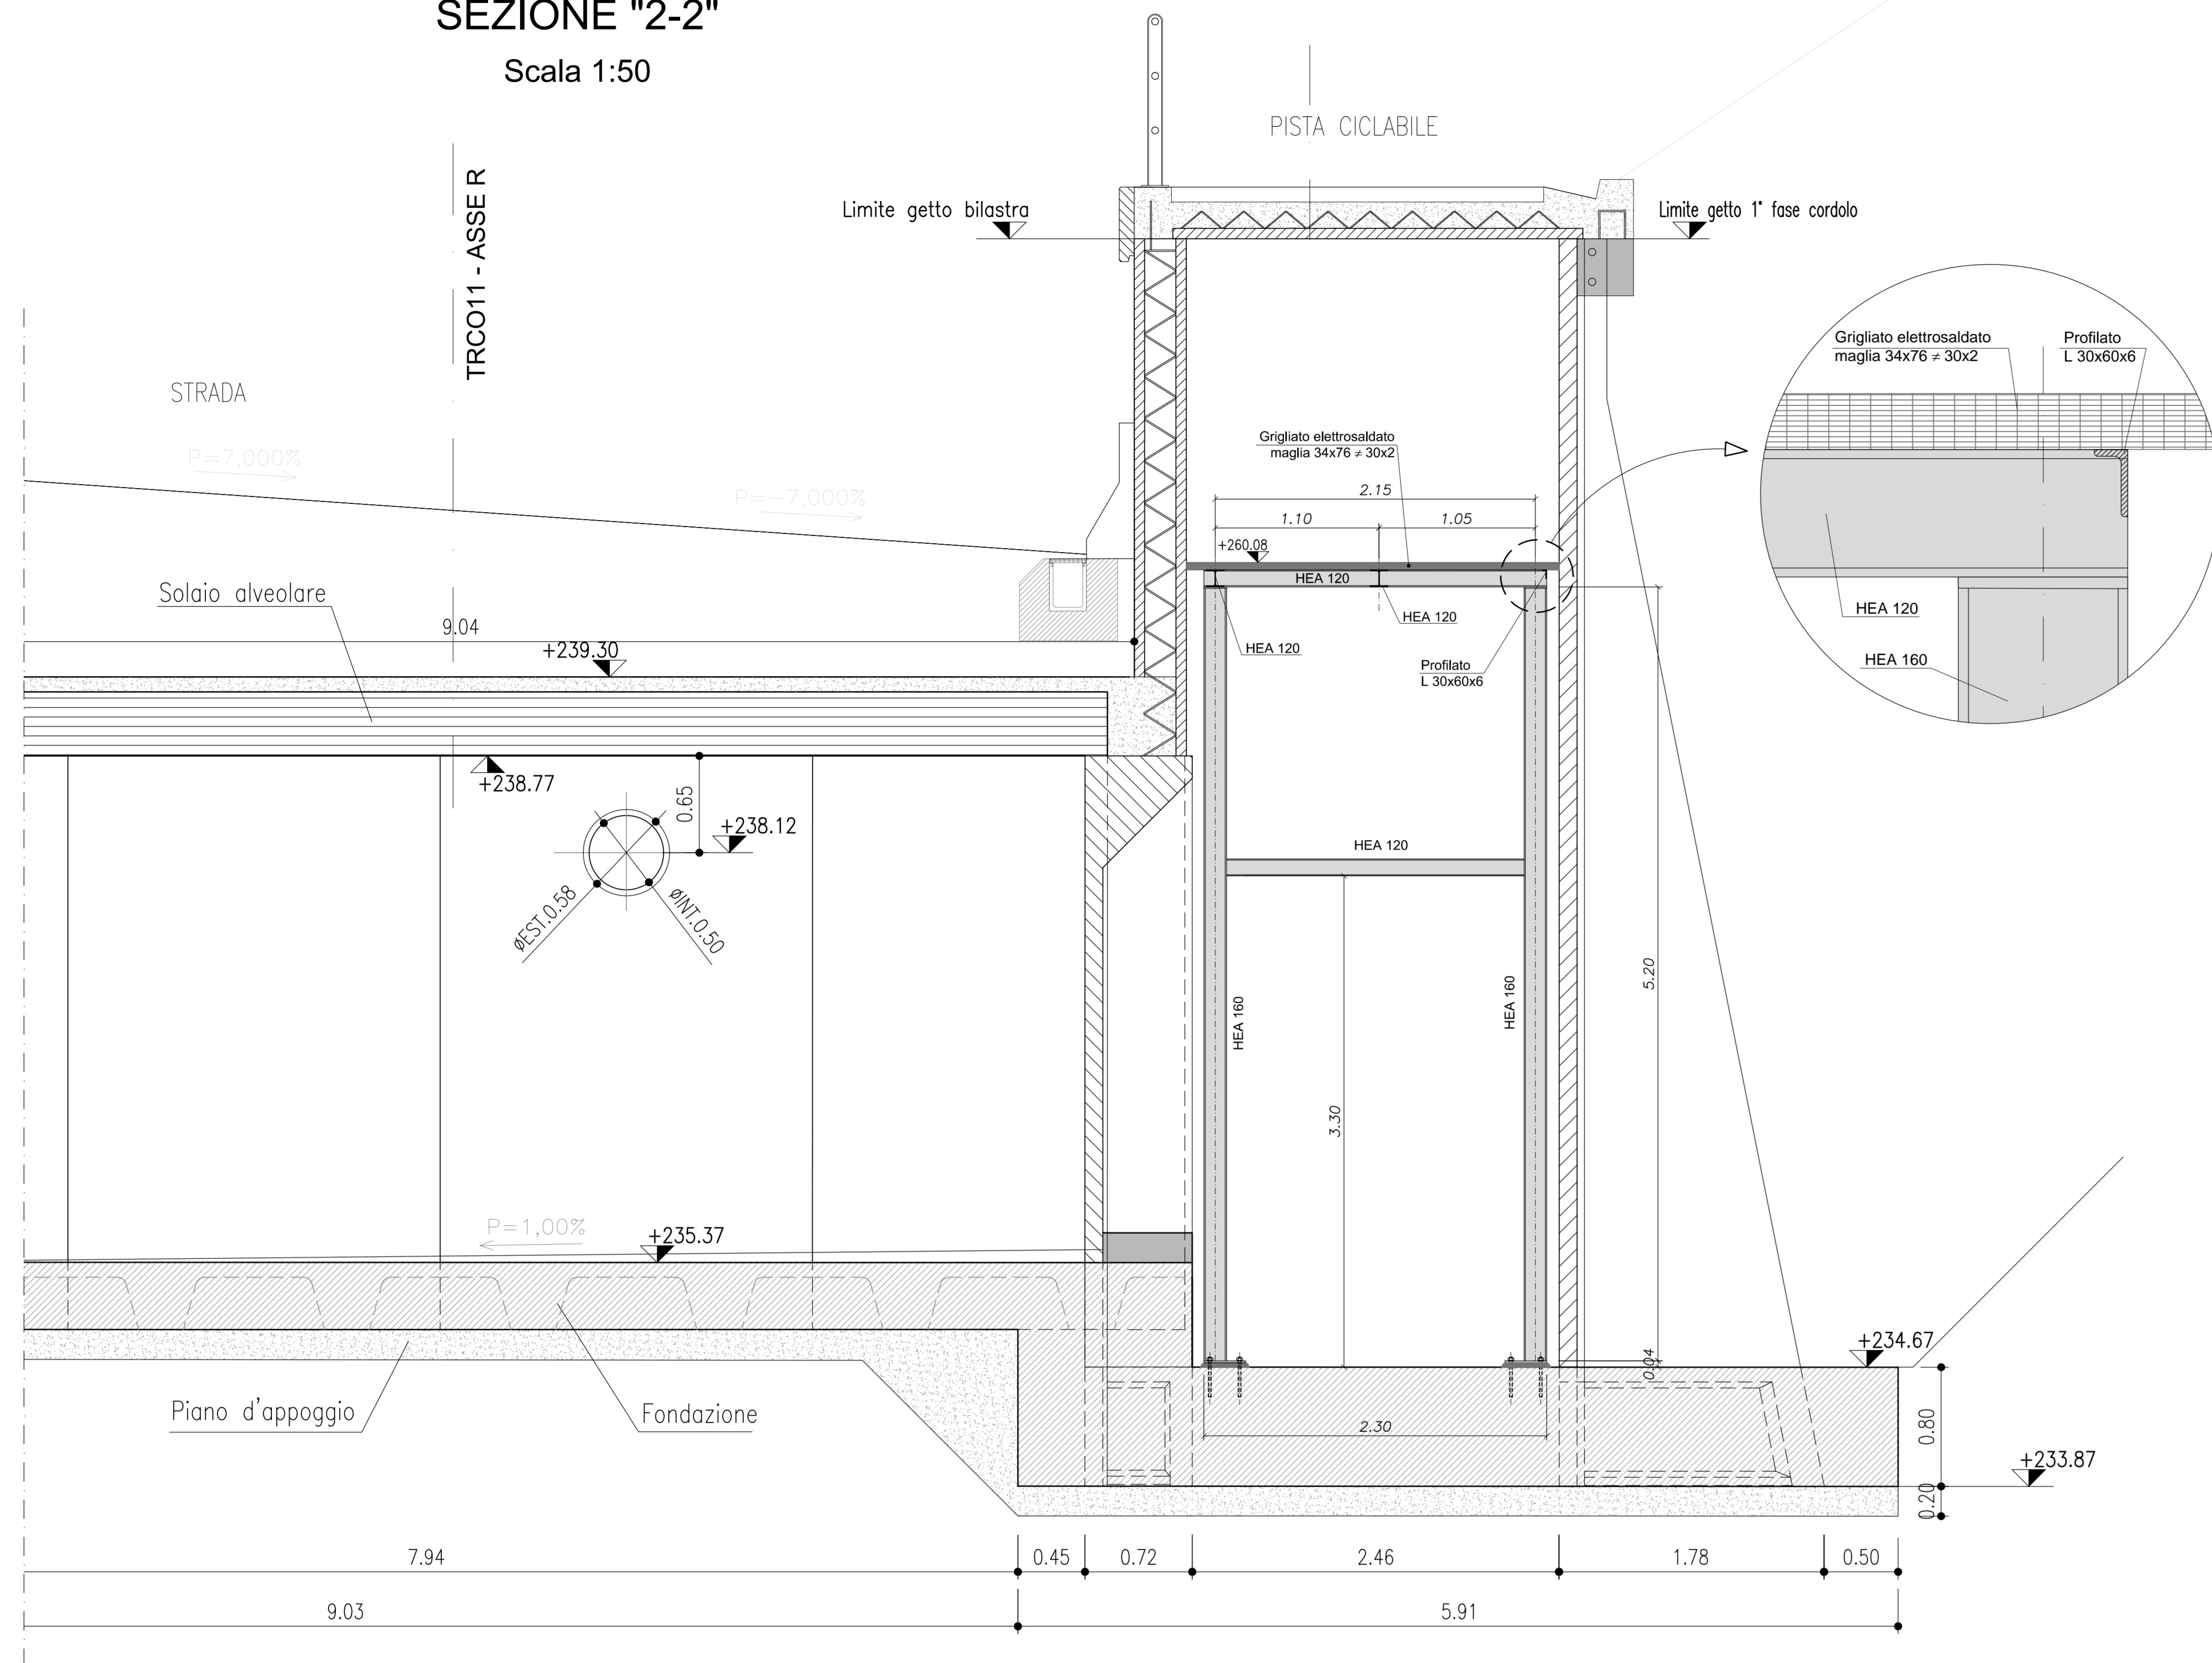 SEZIONE "2-2"
Scala 1:50
PISTA CICLABILE
TRCO11 - ASSE R
Limite getto bilastra
Limite getto 1° fase cordolo
STRADA
P=7,000%
P=-7,000%
Grigliato elettrosaldato
maglia 34x76 ≠ 30x2
Profilato
L 30x60x6
HEA 120
HEA 160
Grigliato elettrosaldato
maglia 34x76 ≠ 30x2
2.15
1.10
1.05
+260.08
HEA 120
HEA 120
HEA 120
Profilato
L 30x60x6
Solaio alveolare
9.04
+239.30
+238.77
0.65
+238.12
øEST.0.58
øINT.0.50
HEA 120
HEA 160
HEA 160
3.30
5.20
0.04
P=1,00%
+235.37
+234.67
Piano d'appoggio
Fondazione
2.30
0.80
+233.87
0.20
7.94
0.45
0.72
2.46
1.78
0.50
9.03
5.91